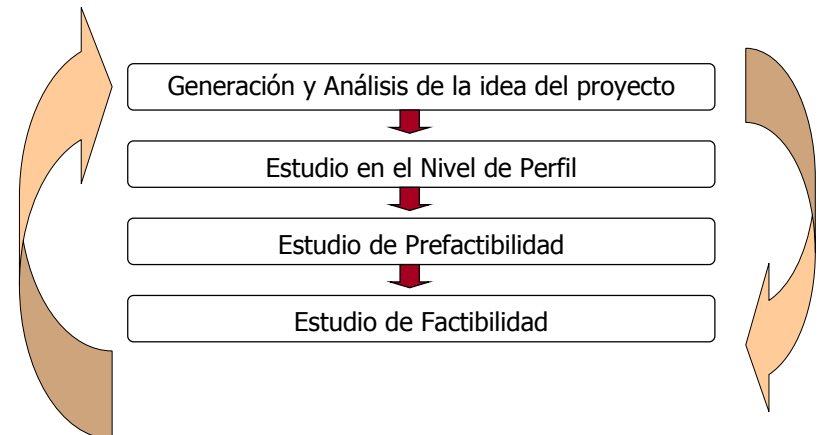 Generación y Análisis de la idea del proyecto
Estudio en el Nivel de Perfil
Estudio de Prefactibilidad
Estudio de Factibilidad